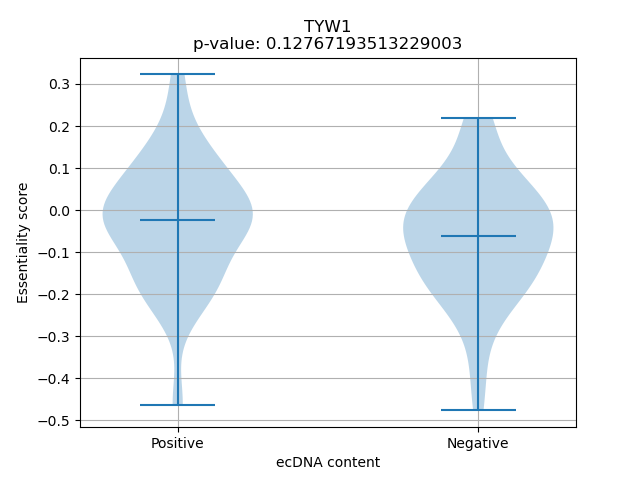 TYW1
p-value: 0.12767193513229003
0.3
0.2
0.1
0.0
−0.1
−0.2
−0.3
−0.4
−0.5
Essentiality score
Positive
Negative
ecDNA content